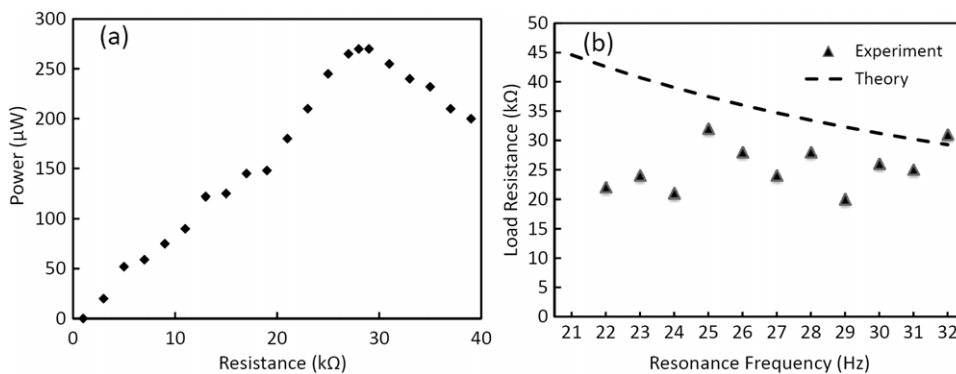 (a)
300
250
200
150
100
50
0
Power (μW)
0 10 20 30 40
Resistance (kΩ)
(b)
50
45
40
35
30
25
20
15
10
5
0
Load Resistance (kΩ)
Experiment
Theory
21 22 23 24 25 26 27 28 29 30 31 32
Resonance Frequency (Hz)